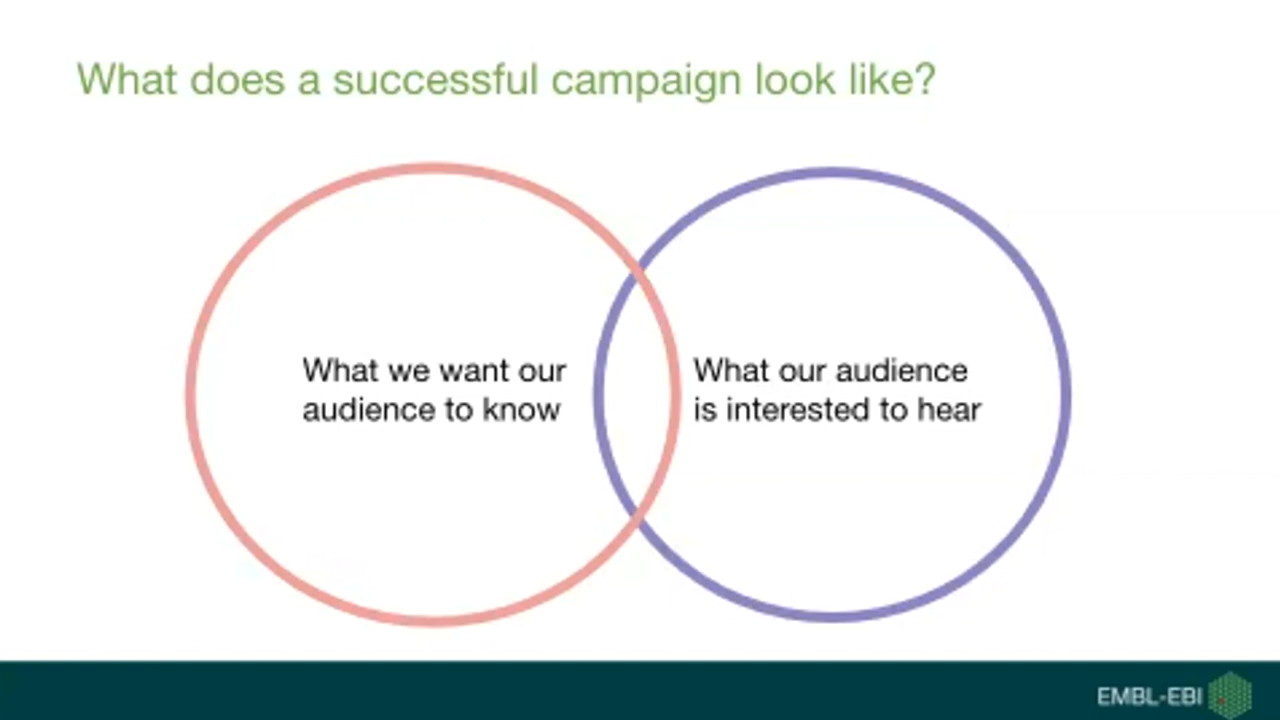 What does a successful campaign look like?
What we want our
audience to know
What our audience
is interested to hear
EMBL-EBI